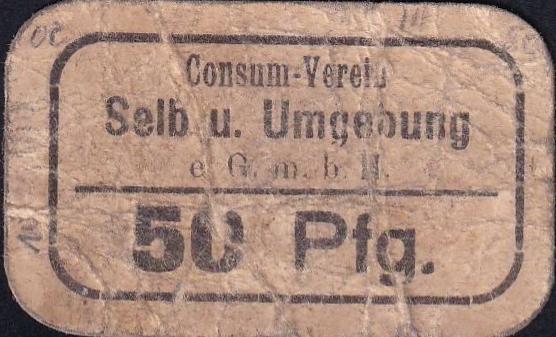 Consum-Verein
Selb u. Umgebung
e. G. m. b. H.
50 Pfg.